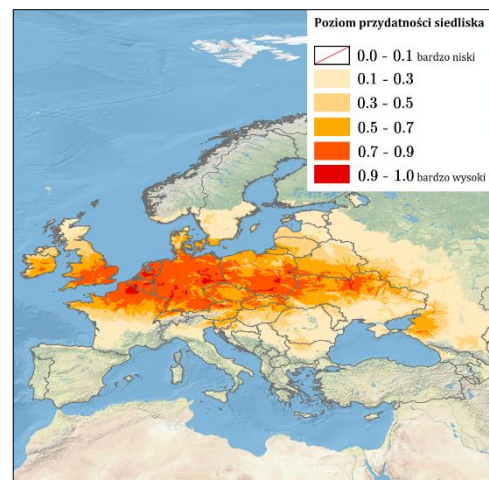 Poziom przydatności siedliska
0.0 - 0.1 bardzo niski
0.1 - 0.3
0.3 - 0.5
0.5 - 0.7
0.7 - 0.9
0.9 - 1.0 bardzo wysoki